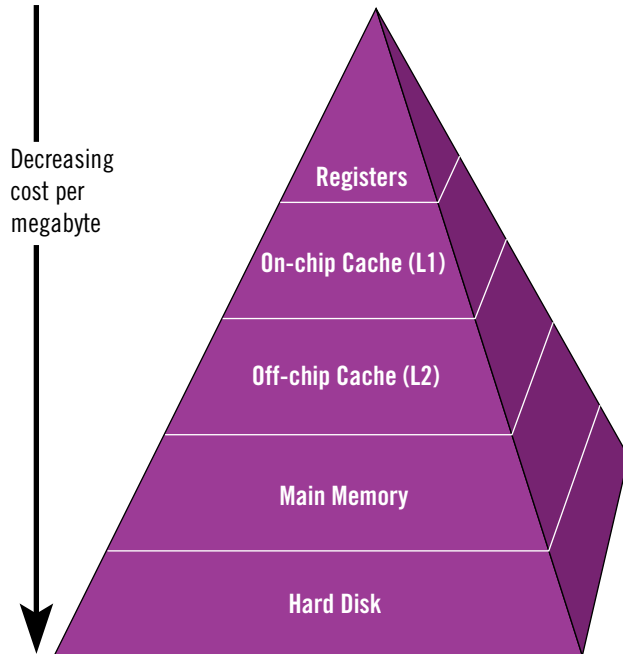 Decreasing
cost per
megabyte
Registers
On-chip Cache (L1)
Off-chip Cache (L2)
Main Memory
Hard Disk